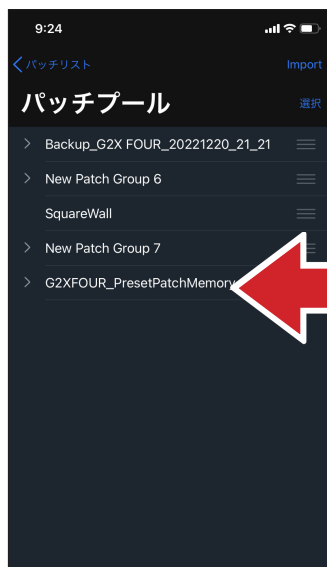 9:24
パッチリスト
Import
パッチプール
選択
Backup_G2X FOUR_20221220_21_21
New Patch Group 6
SquareWall
New Patch Group 7
G2XFOUR_PresetPatchMemory